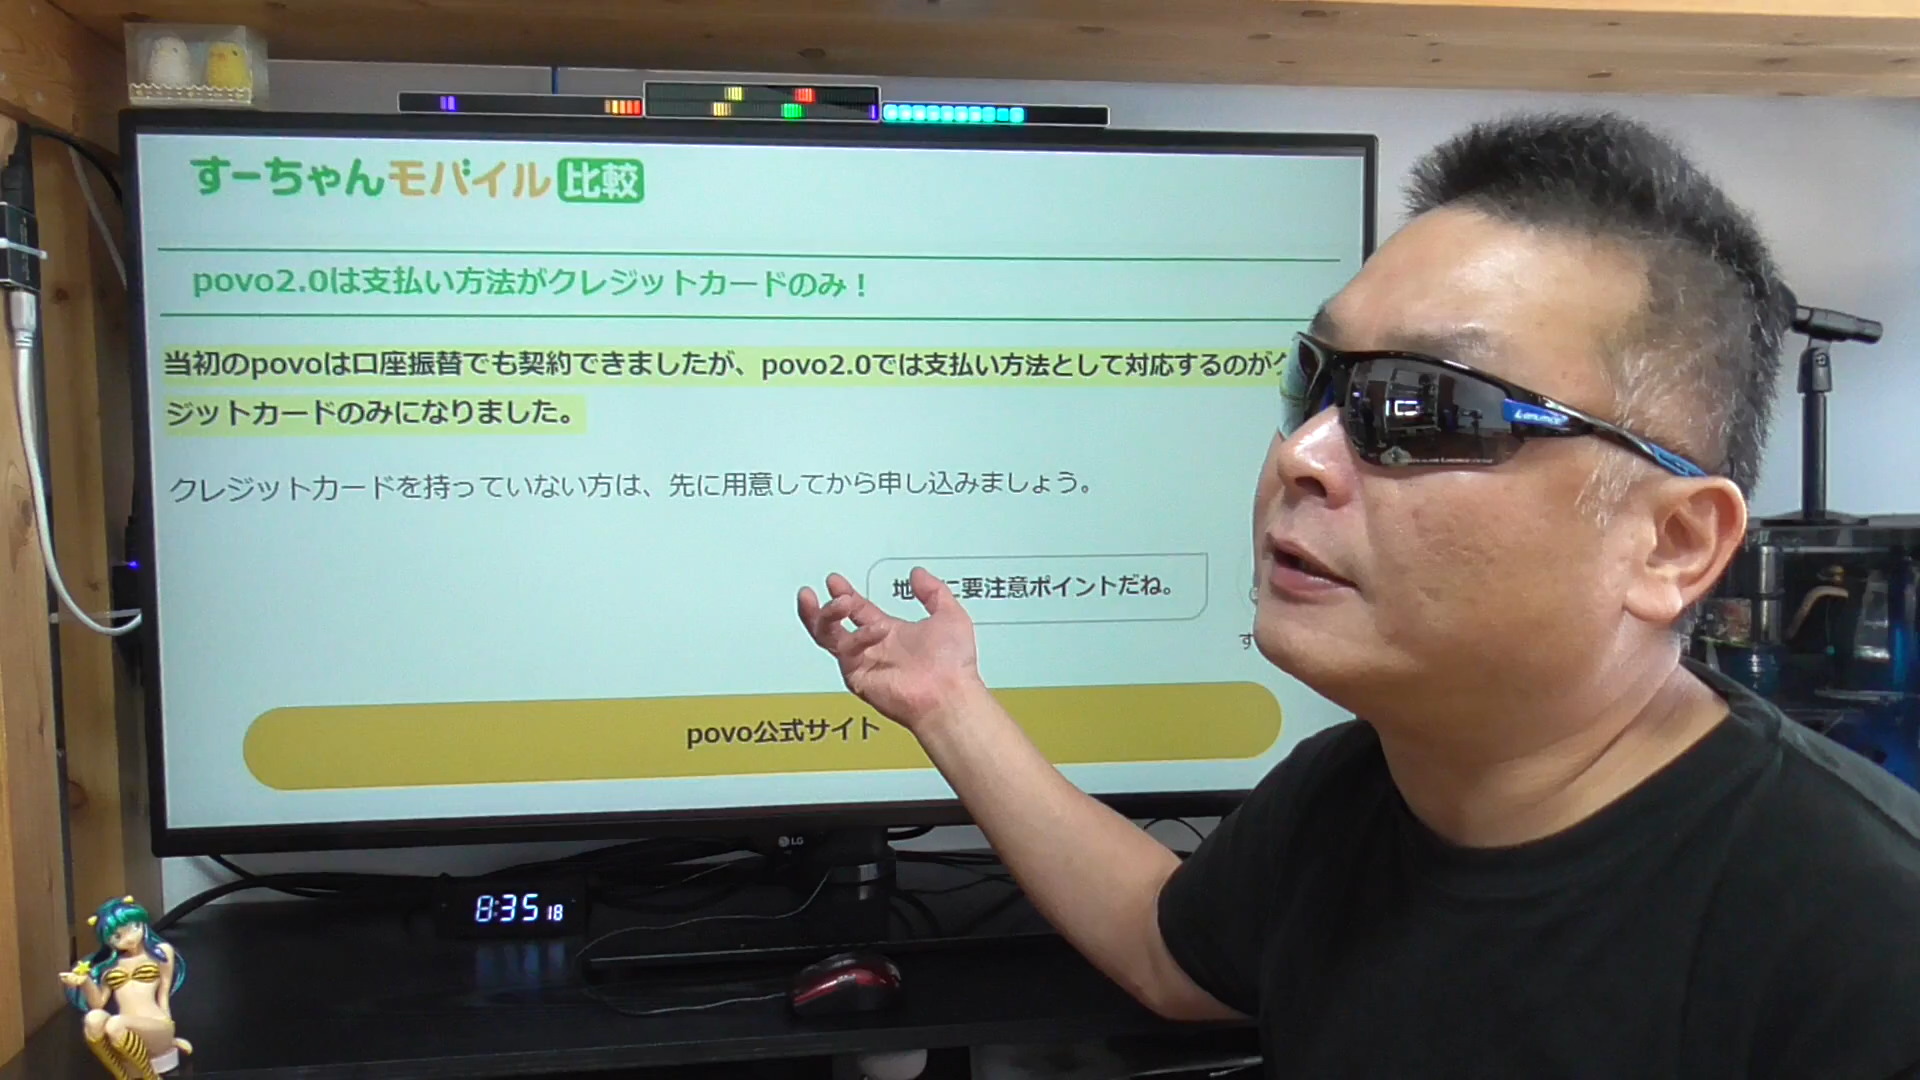 すーちゃんモバイル比較
povo2.0は支払い方法がクレジットカードのみ！
当初のpovoは口座振替でも契約できましたが、povo2.0では支払い方法として対応するのがク
ジットカードのみになりました。
クレジットカードを持っていない方は、先に用意してから申し込みましょう。
地 に要注意ポイントだね。
す
povo公式サイト
LG
8:35 18